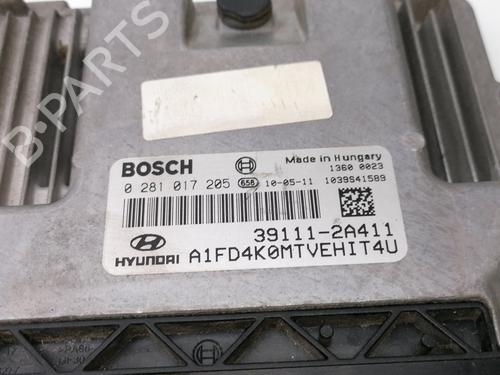 B-PARTS
BOSCH
Made in Hungary
0 281 017 205 658 10-05-11
1360 0023
1039S41589
39111-2A411
HYUNDAI A1FD4K0MTVEHIT4U